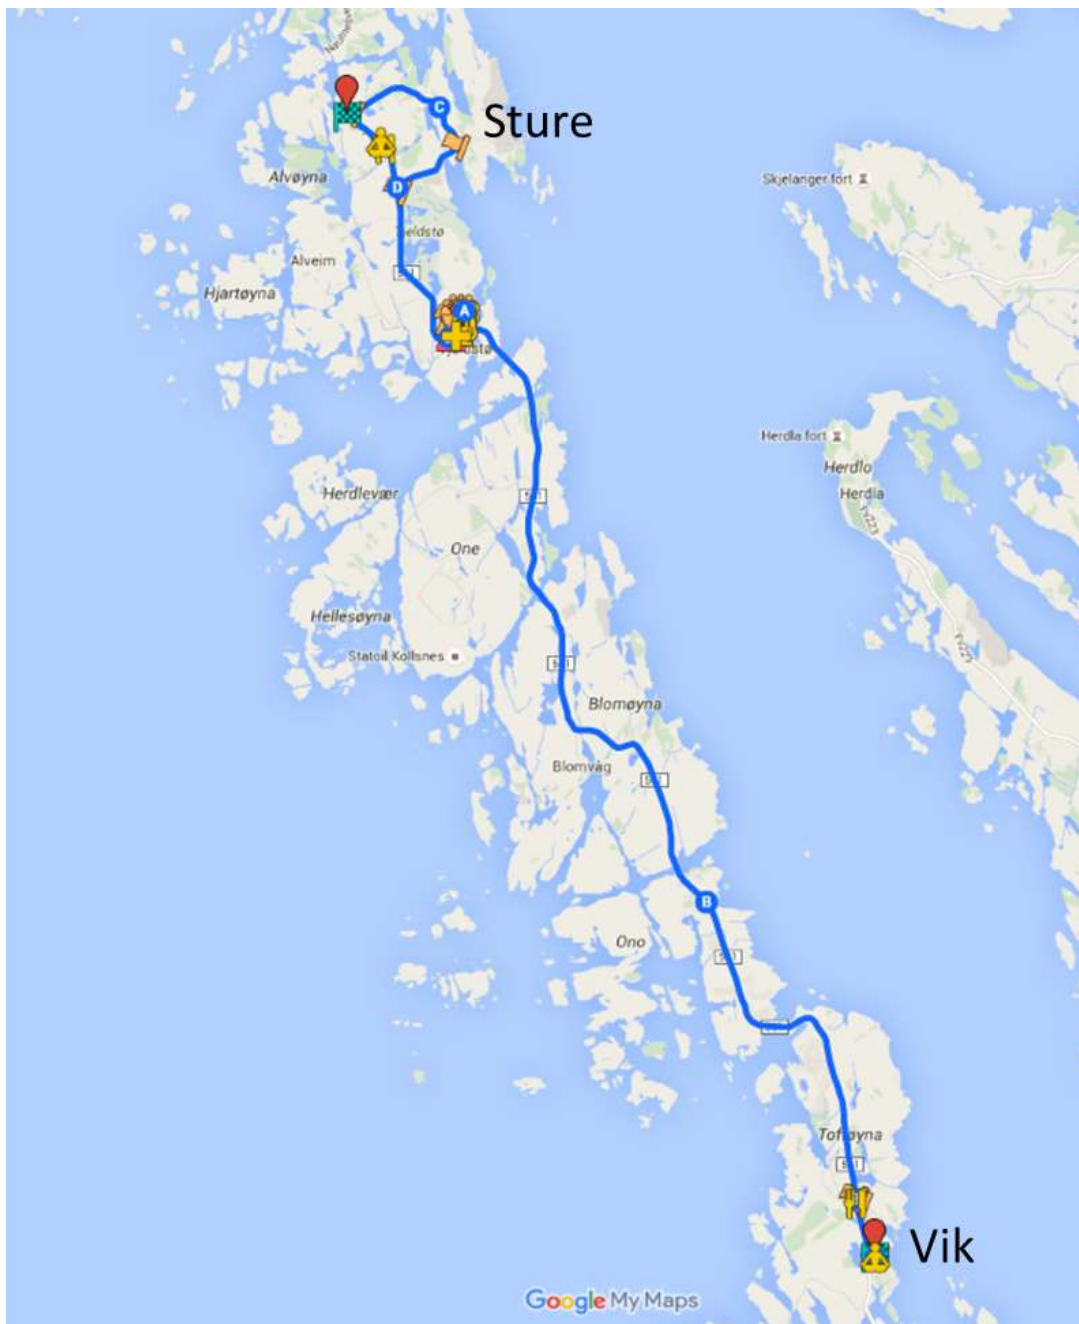 C
Sture
Skjelanger fort
Alvøyna
D
Alveim
Hjartøyna
A
Herdla fort
Herdlo
Herdlevær
Herdla
One
Hellesøyna
Statoil Kollsnes
Blomøyna
Blomvåg
B
Ono
Toftøyna
Vik
Google My Maps